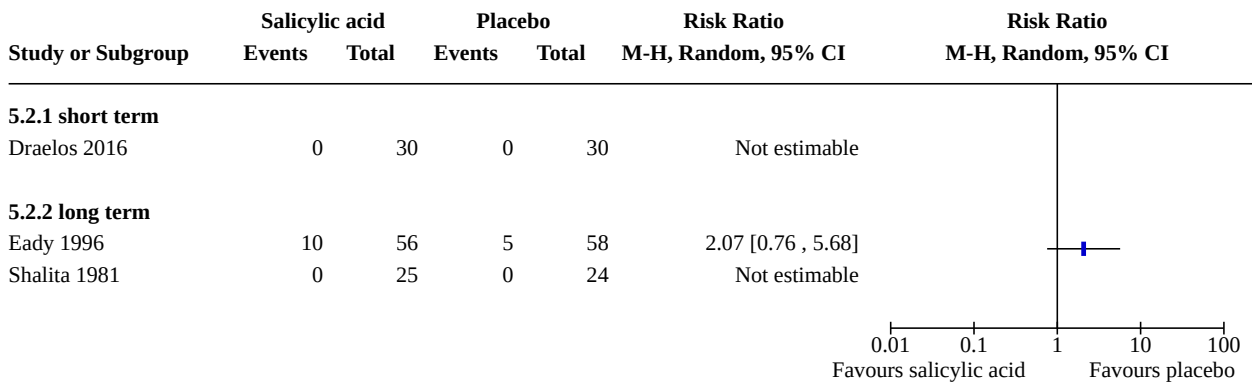 Salicylic acid Placebo Risk Ratio Risk Ratio
Study or Subgroup Events Total Events Total M-H, Random, 95% CI M-H, Random, 95% CI
5.2.1 short term
Draelos 2016 0 30 0 30 Not estimable
5.2.2 long term
Eady 1996 10 56 5 58 2.07 [0.76 , 5.68]
Shalita 1981 0 25 0 24 Not estimable
0.01 0.1 1 10 100
Favours salicylic acid Favours placebo